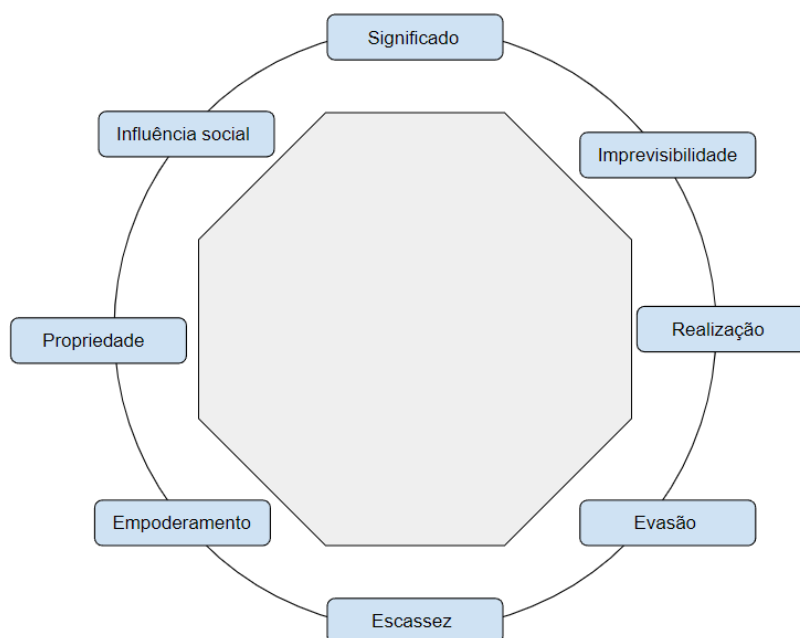 Significado
Influência social
Imprevisibilidade
Propriedade
Realização
Empoderamento
Evasão
Escassez